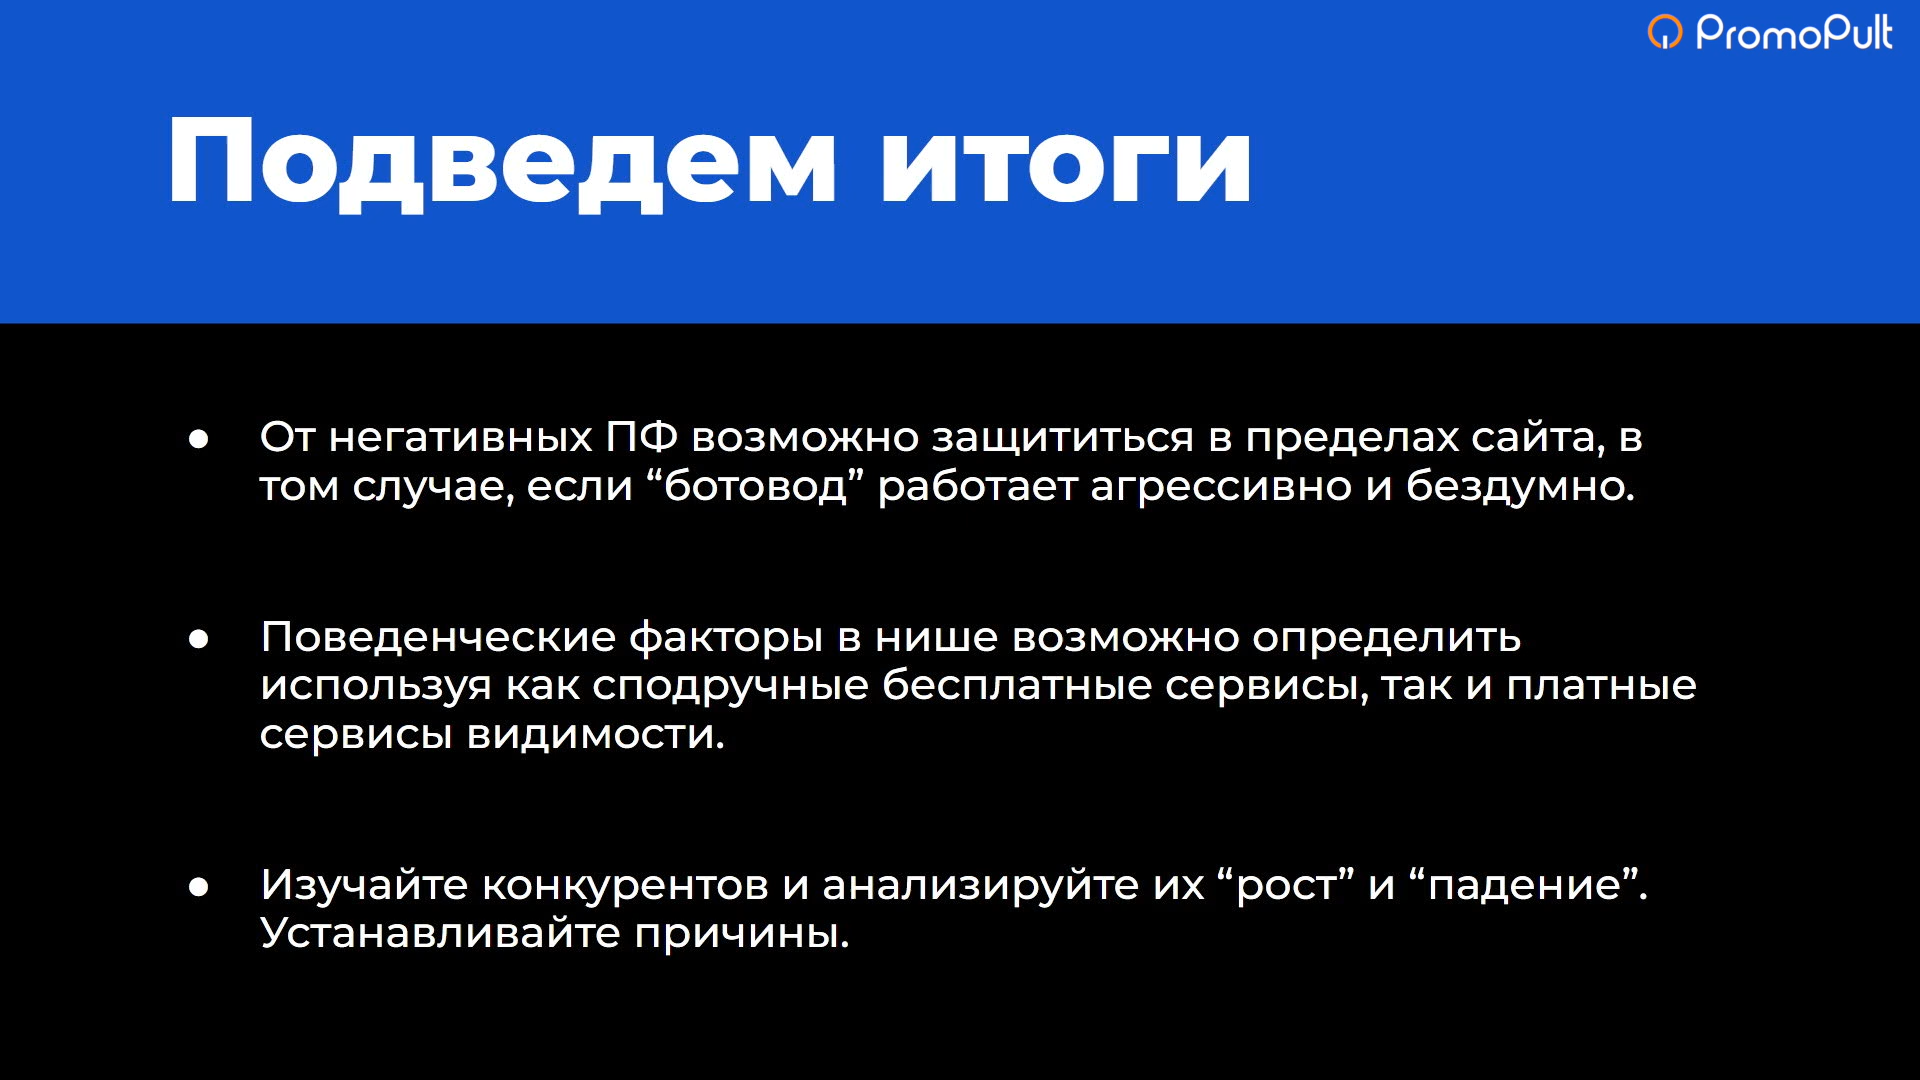 PromoPult
Подведем итоги
● От негативных ПФ возможно защититься в пределах сайта, в
том случае, если “ботовод” работает агрессивно и бездумно.
● Поведенческие факторы в нише возможно определить
используя как сподручные бесплатные сервисы, так и платные
сервисы видимости.
● Изучайте конкурентов и анализируйте их “рост” и “падение”.
Устанавливайте причины.